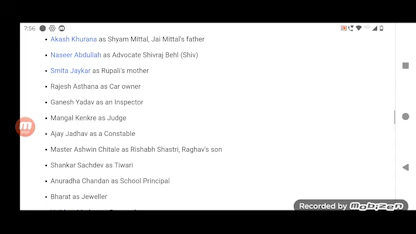 7:56
Akash Khurana as Shyam Mittal, Jai Mittal's father
Naseer Abdullah as Advocate Shivraj Behl (Shiv)
Smita Jaykar as Rupali's mother
Rajesh Asthana as Car owner
Ganesh Yadav as an Inspector
Mangal Kenkre as Judge
Ajay Jadhav as a Constable
Master Ashwin Chitale as Rishabh Shastri, Raghav's son
Shankar Sachdev as Tiwari
Anuradha Chandan as School Principal
Bharat as Jeweller
Recorded by Mobizen